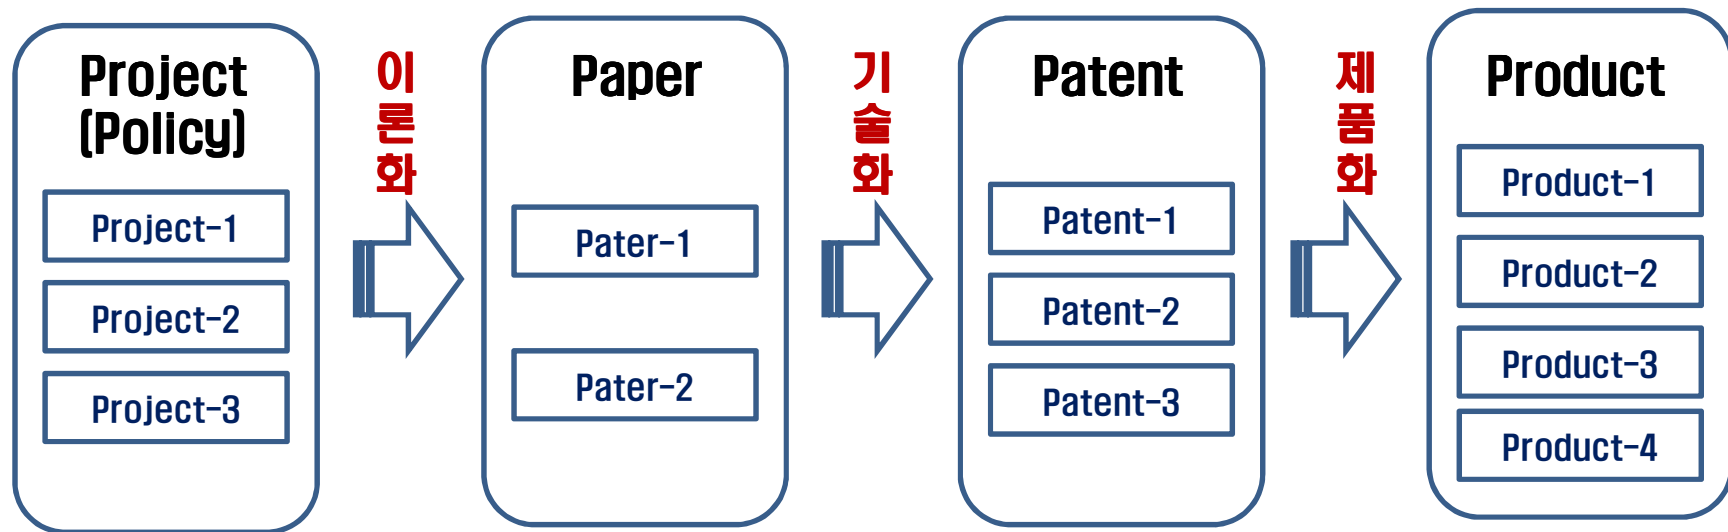 Project
(Policy)
Project-1
Project-2
Project-3
이론화
Paper
Pater-1
Pater-2
기술화
Patent
Patent-1
Patent-2
Patent-3
제품화
Product
Product-1
Product-2
Product-3
Product-4